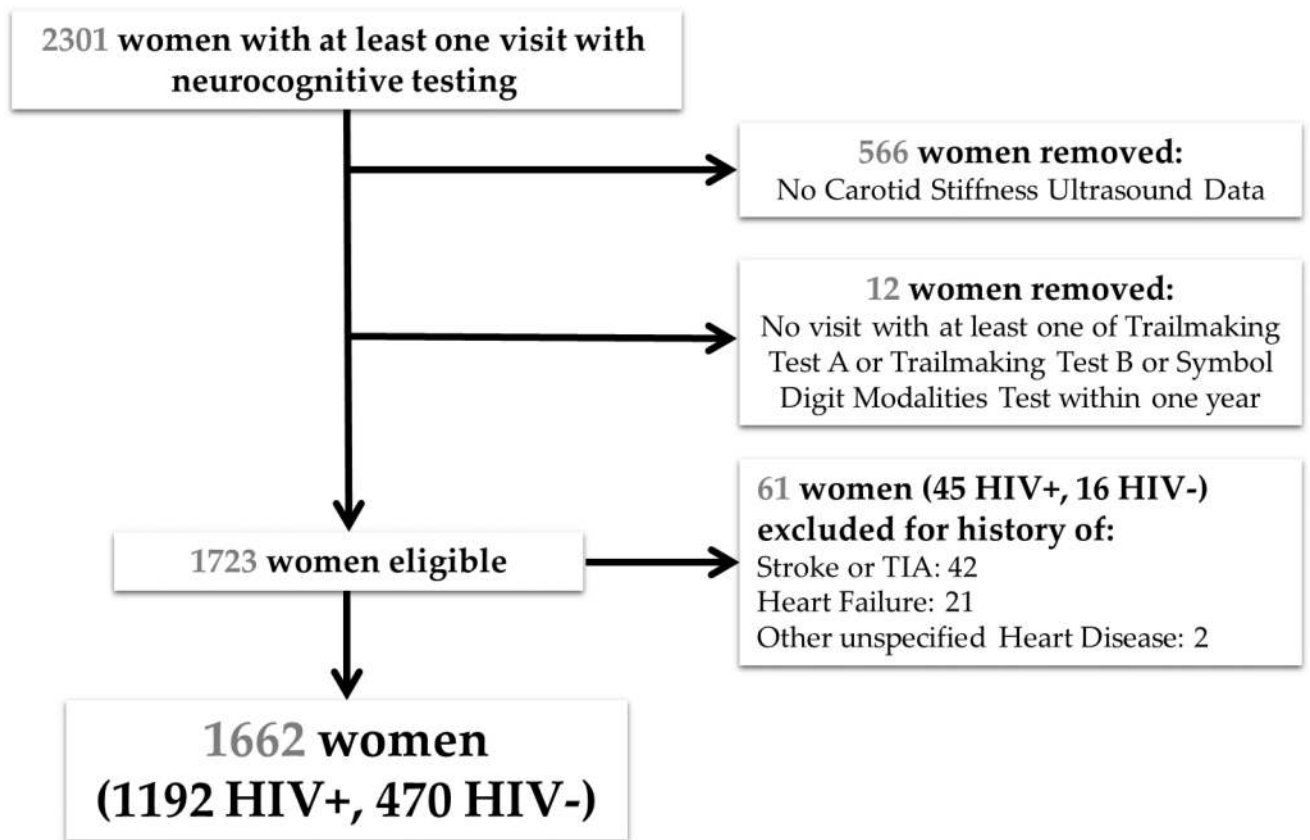 2301 women with at least one visit with
neurocognitive testing
566 women removed:
No Carotid Stiffness Ultrasound Data
12 women removed:
No visit with at least one of Trailmaking
Test A or Trailmaking Test B or Symbol
Digit Modalities Test within one year
61 women (45 HIV+, 16 HIV-)
excluded for history of:
Stroke or TIA: 42
Heart Failure: 21
Other unspecified Heart Disease: 2
1723 women eligible
1662 women
(1192 HIV+, 470 HIV-)